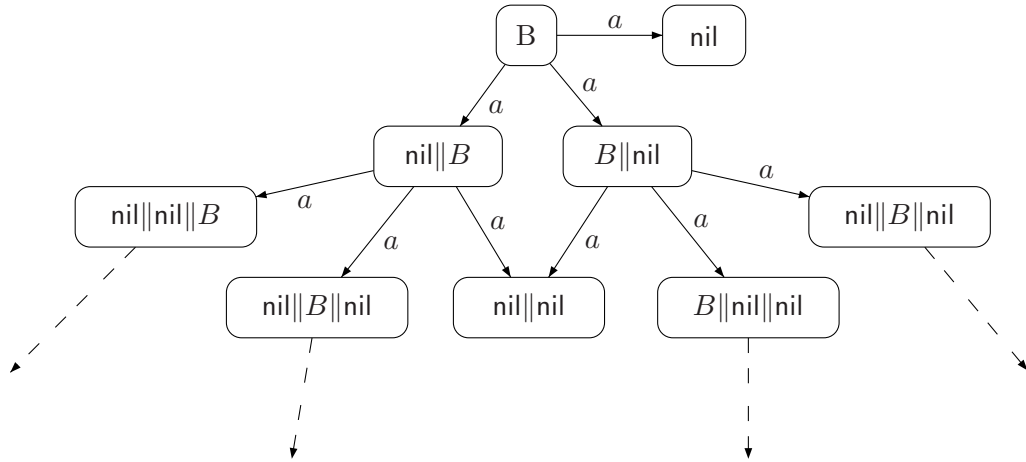 B a nil
a a
nil∥B B∥nil
nil∥nil∥B a a nil∥B∥nil
a a a
nil∥B∥nil nil∥nil B∥nil∥nil